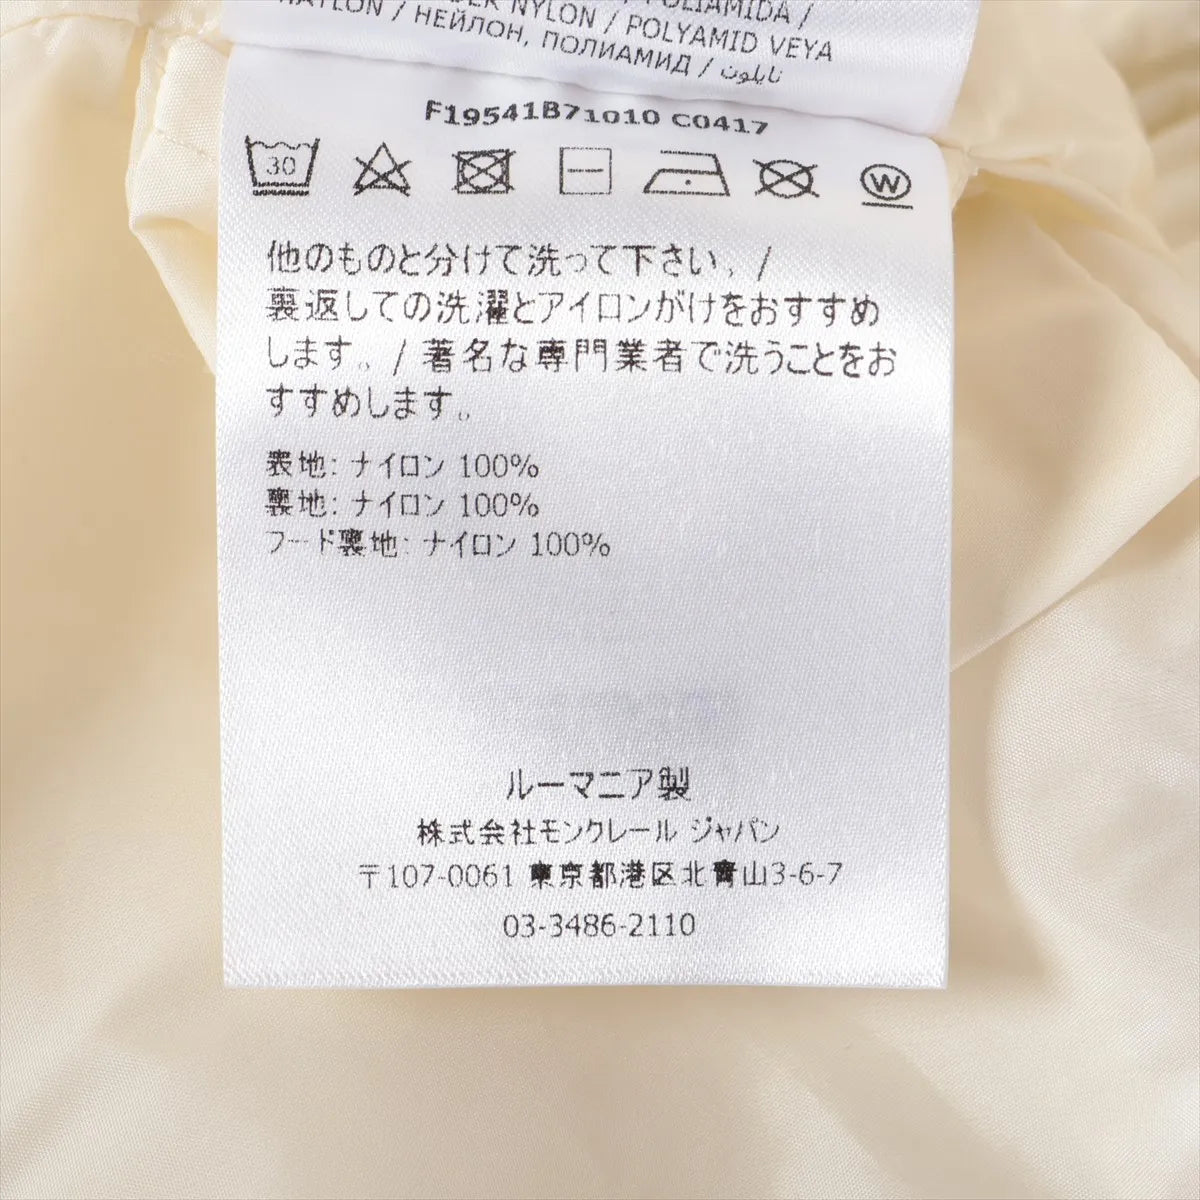 POLIAMIDA /
NYLON / POLYAMID VEYA
НЕЙЛОН, ПОЛИАМИД / نايلون
F19541B71010 C0417
30
W
他のものと分けて洗って下さい。/
裏返しての洗濯とアイロンがけをおすすめ
します。/ 著名な専門業者で洗うことをお
すすめします。
表地: ナイロン 100%
裏地: ナイロン 100%
フード裏地: ナイロン 100%
ルーマニア製
株式会社モンクレール ジャパン
〒107-0061 東京都港区北青山3-6-7
03-3486-2110